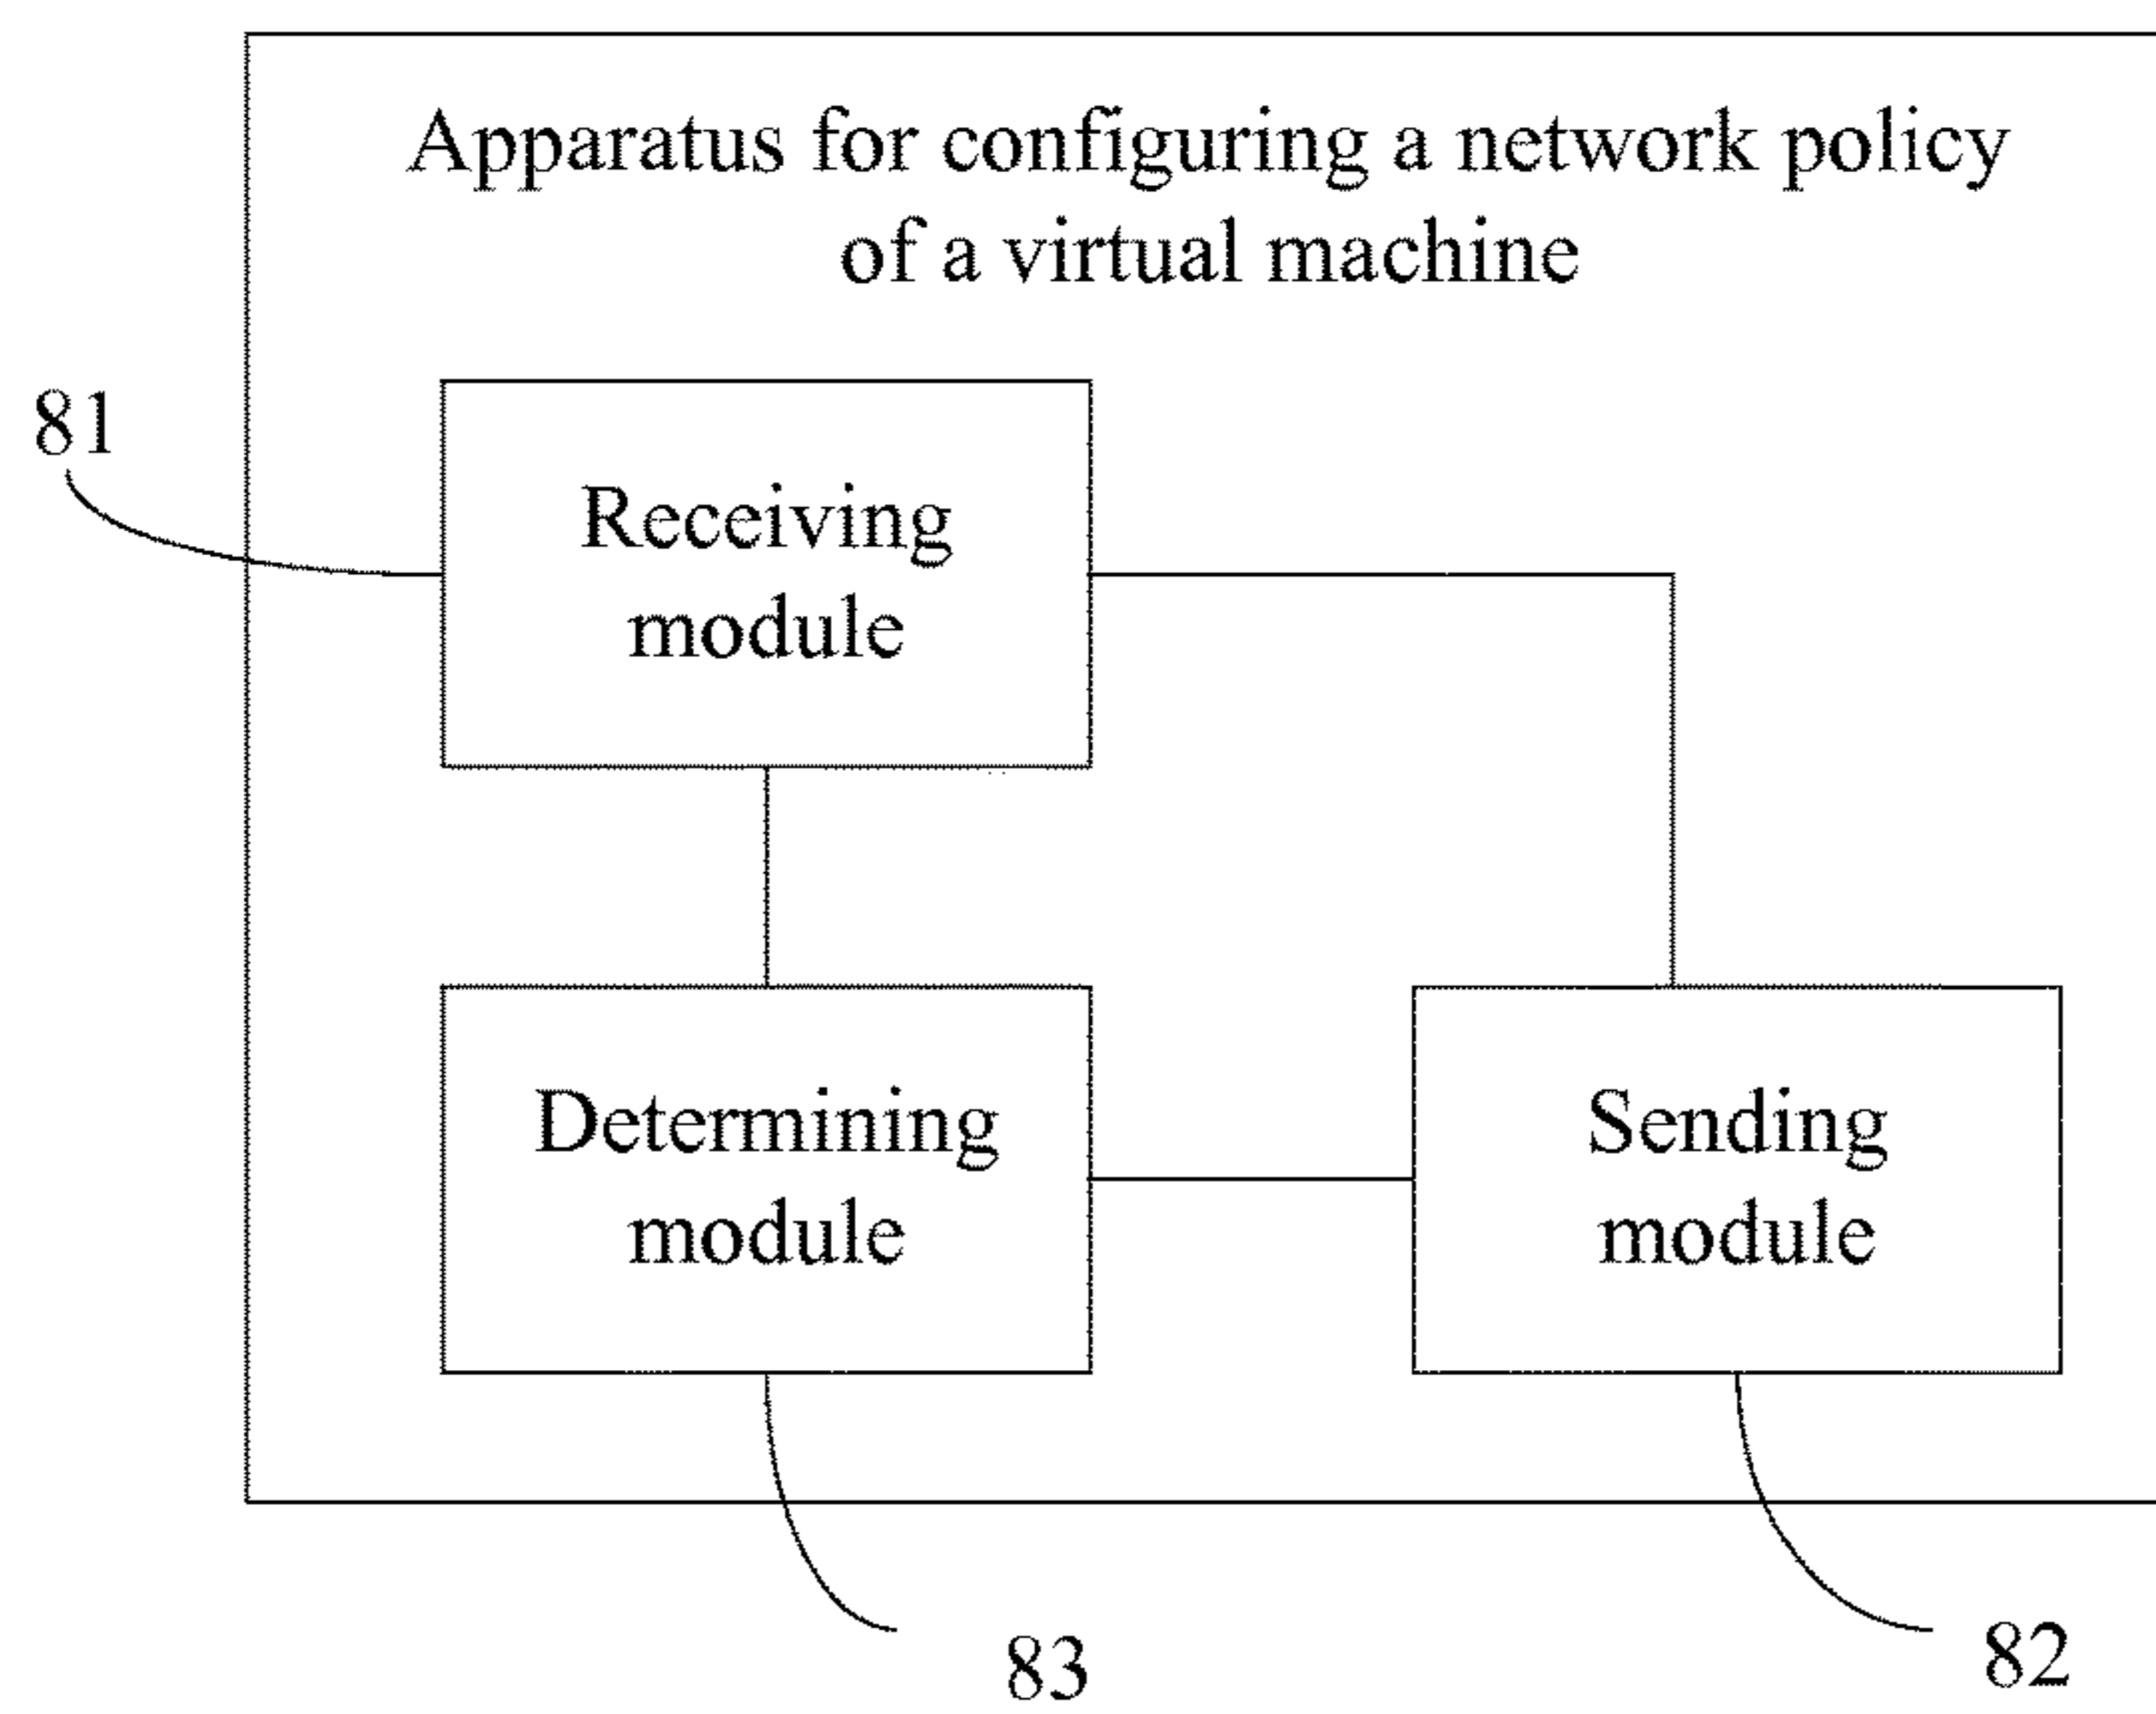 Apparatus for configuring a network policy
of a virtual machine
81
Receiving
module
Determining
module
Sending
module
83
82